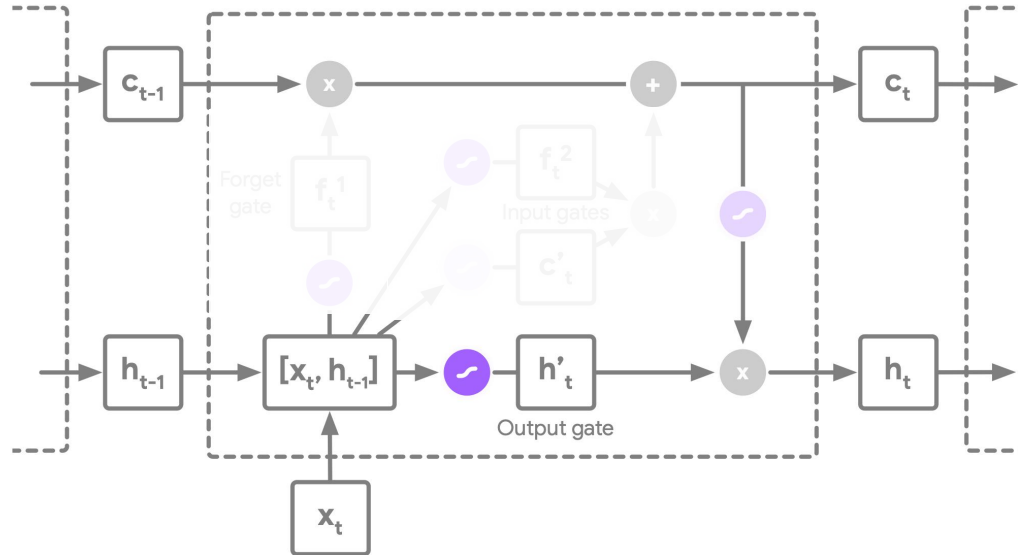 c_{t-1}
x
+
c_t
Forget
gate
f_t^1
f_t^2
Input gates
x
c'_t
h_{t-1}
[x_t, h_{t-1}]
h'_t
x
h_t
Output gate
x_t